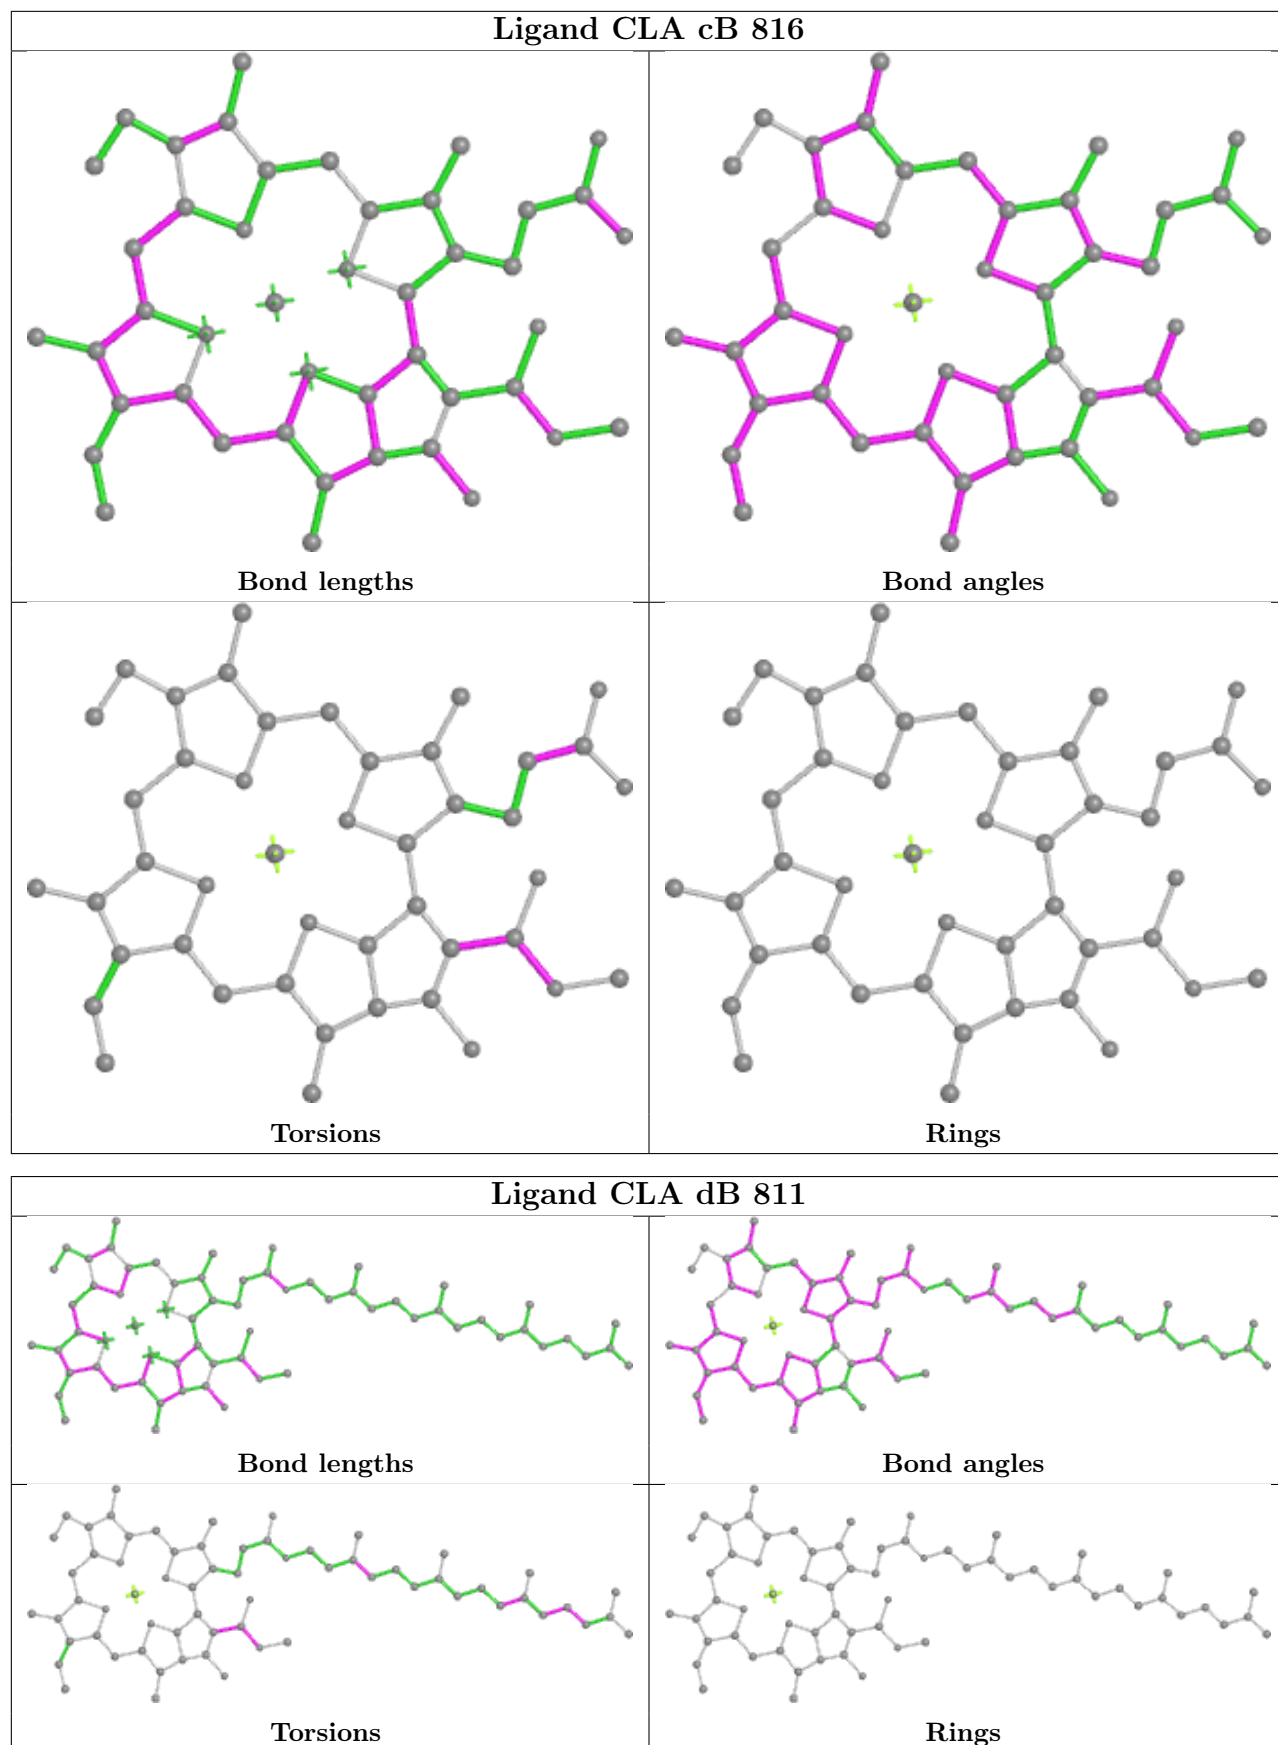 Ligand CLA cB 816
Bond lengths
Bond angles
Torsions
Rings
Ligand CLA dB 811
Bond lengths
Bond angles
Torsions
Rings